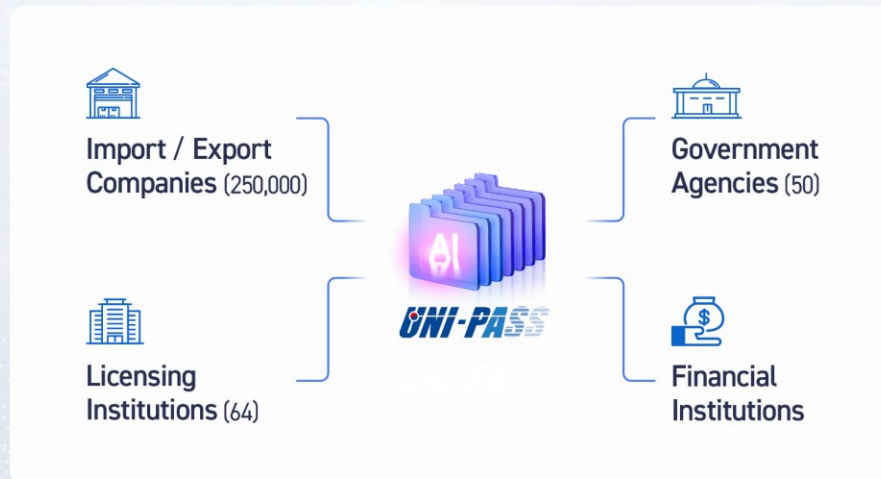 Import / Export
Companies (250,000)
Government
Agencies (50)
AI
UNI-PASS
Licensing
Institutions (64)
$
Financial
Institutions